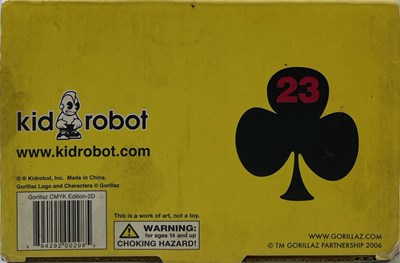 kid robot
www.kidrobot.com
© ® Kidrobot, Inc. Made in China.
Gorillaz Logo and Characters © Gorillaz
Gorillaz CMYK Edition-2D
This is a work of art, not a toy.
WARNING:
for ages 14 and up
CHOKING HAZARD!
23
WWW.GORILLAZ.COM
© TM GORILLAZ PARTNERSHIP 2006